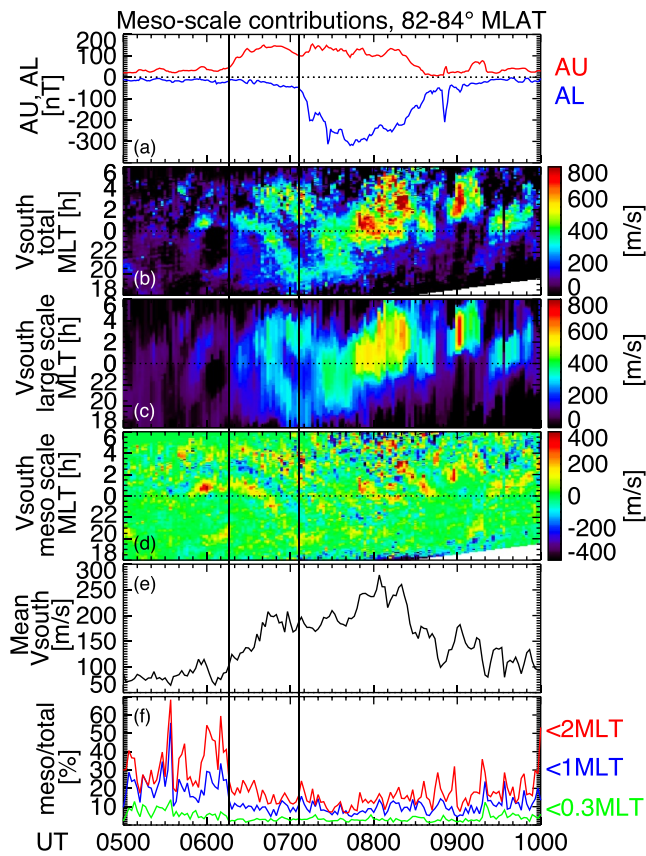 Meso-scale contributions, 82-84° MLAT
AU, AL
[nT]
200
100
0
-100
-200
-300
(a)
AU
AL
Vsouth
total
MLT [h]
6
4
2
0
22
20
18
(b)
800
600
400
200
0
[m/s]
Vsouth
large scale
MLT [h]
6
4
2
0
22
20
18
(c)
800
600
400
200
0
[m/s]
Vsouth
meso scale
MLT [h]
6
4
2
0
22
20
18
(d)
400
200
0
-200
-400
[m/s]
Mean
Vsouth
[m/s]
300
250
200
150
100
50
(e)
meso/total
[%]
60
50
40
30
20
10
(f)
<2MLT
<1MLT
<0.3MLT
UT 0500 0600 0700 0800 0900 1000